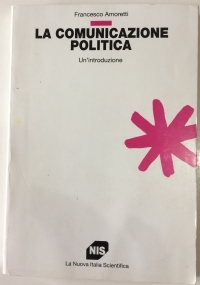 Francesco Amoretti
LA COMUNICAZIONE
POLITICA
Un'introduzione
NIS
La Nuova Italia Scientifica